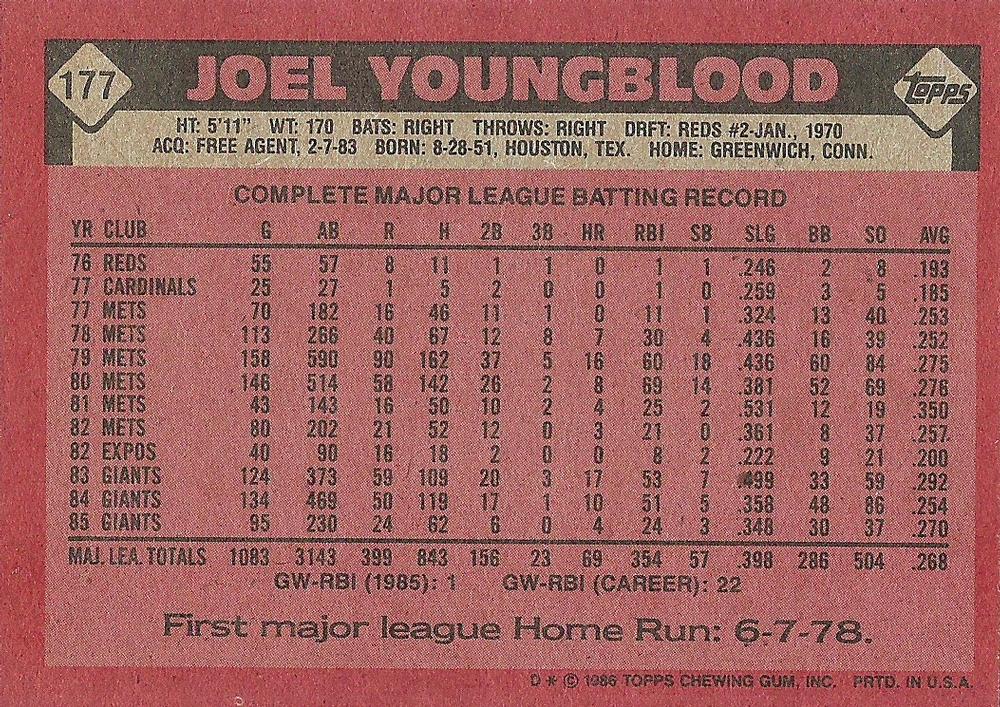 177 JOEL YOUNGBLOOD TOPPS
HT: 5'11" WT: 170 BATS: RIGHT THROWS: RIGHT DRFT: REDS #2-JAN., 1970
ACQ: FREE AGENT, 2-7-83 BORN: 8-28-51, HOUSTON, TEX. HOME: GREENWICH, CONN.
COMPLETE MAJOR LEAGUE BATTING RECORD
YR CLUB G AB R H 2B 3B HR RBI SB SLG BB SO AVG
76 REDS 55 57 8 11 1 1 0 1 1 .246 2 8 .193
77 CARDINALS 25 27 1 5 2 0 0 1 0 .259 3 5 .185
77 METS 70 182 16 46 11 1 0 11 1 .324 13 40 .253
78 METS 113 266 40 67 12 8 7 30 4 .436 16 39 .252
79 METS 158 590 90 162 37 5 16 60 18 .436 60 84 .275
80 METS 146 514 58 142 26 2 8 69 14 .381 52 69 .276
81 METS 43 143 16 50 10 2 4 25 2 .531 12 19 .350
82 METS 80 202 21 52 12 0 3 21 0 .361 8 37 .257
82 EXPOS 40 90 16 18 2 0 0 8 2 .222 9 21 .200
83 GIANTS 124 373 59 109 20 3 17 53 7 .499 33 59 .292
84 GIANTS 134 469 50 119 17 1 10 51 5 .358 48 86 .254
85 GIANTS 95 230 24 62 6 0 4 24 3 .348 30 37 .270
MAJ. LEA. TOTALS 1083 3143 399 843 156 23 69 354 57 .398 286 504 .268
GW-RBI (1985): 1 GW-RBI (CAREER): 22
First major league Home Run: 6-7-78.
D * © 1986 TOPPS CHEWING GUM, INC. PRTD. IN U.S.A.